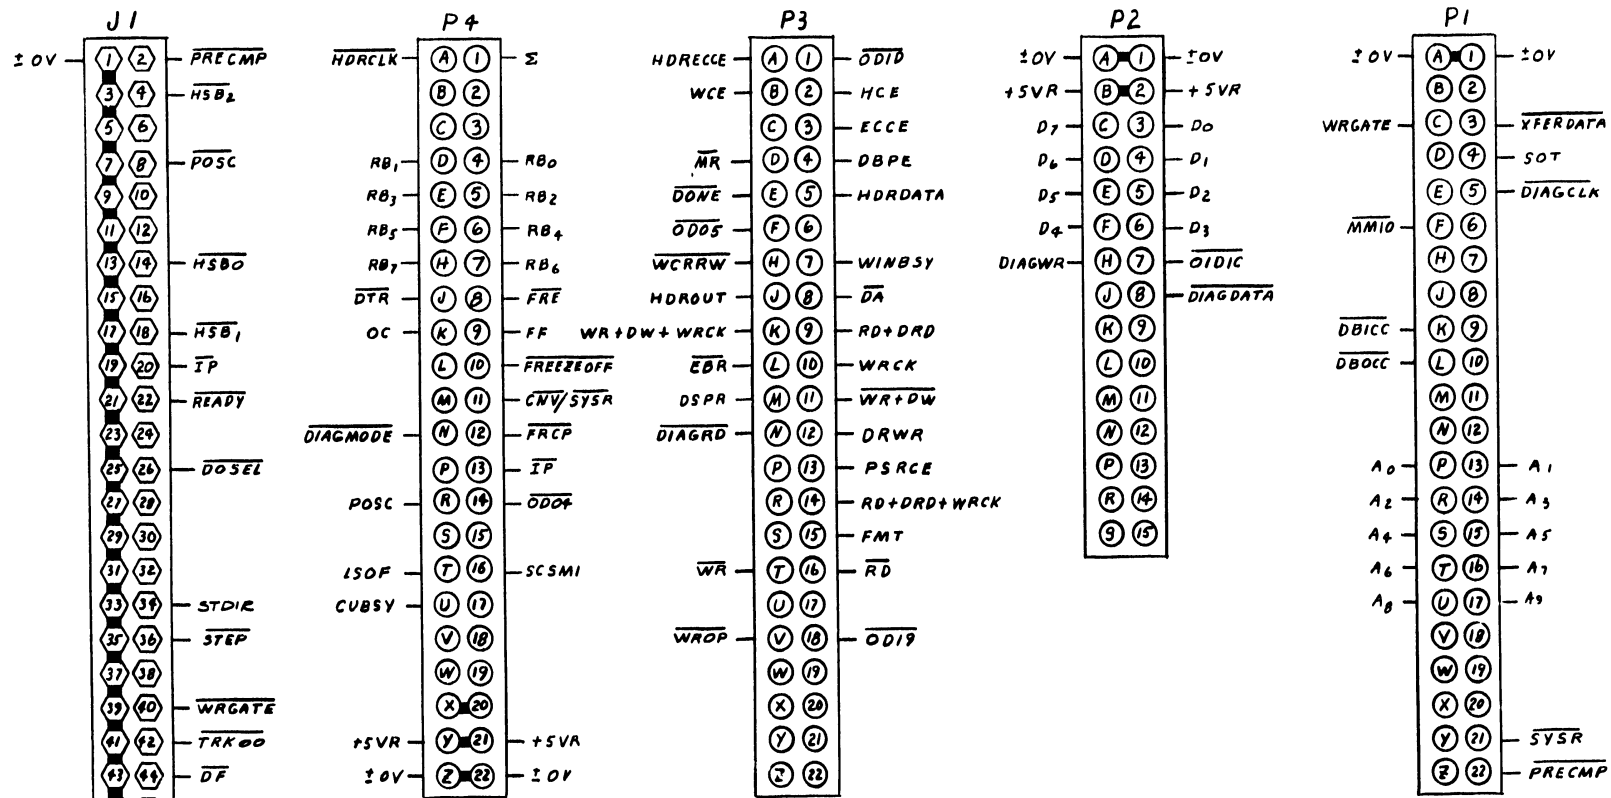 J1
±0V 1 2 PRECMP
3 4 HSB2
5 6
7 8 POSC
9 10
11 12
13 14 HSB0
15 16
17 18 HSB1
19 20 IP
21 22 READY
23 24
25 26 DOSEL
27 28
29 30
31 32
33 34 STDIR
35 36 STEP
37 38
39 40 WRGATE
41 42 TRK00
43 44 DF
P4
HDRCLK A 1 Σ
B 2
C 3
RB1 D 4 RB0
RB3 E 5 RB2
RB5 F 6 RB4
RB7 H 7 RB6
DTR J 8 FRE
OC K 9 FF
L 10 FREEZEOFF
M 11 CNV/SYSR
DIAGMODE N 12 FRCP
P 13 IP
POSC R 14 OD04
S 15
LSOF T 16 SCSM1
CUBSY U 17
V 18
W 19
X 20
+5VR Y 21 +5VR
±0V Z 22 ±0V
P3
HDRECCE A 1 ODID
WCE B 2 HCE
C 3 ECCE
MR D 4 DBPE
DONE E 5 HDRDATA
OD05 F 6
WCRRW H 7 WINBSY
HDROUT J 8 DA
WR+DW+WRCK K 9 RD+DRD
EBR L 10 WRCK
DSPR M 11 WR+DW
DIAGRD N 12 DRWR
P 13 PSRCE
R 14 RD+DRD+WRCK
S 15 FMT
WR T 16 RD
U 17
WROP V 18 OD19
W 19
X 20
Y 21
Z 22
P2
±0V A 1 ±0V
+5VR B 2 +5VR
D7 C 3 D0
D6 D 4 D1
D5 E 5 D2
D4 F 6 D3
DIAGWR H 7 OIDIC
J 8 DIAGDATA
K 9
L 10
M 11
N 12
P 13
R 14
S 15
P1
±0V A 1 ±0V
B 2
WRGATE C 3 XFERDATA
D 4 SOT
E 5 DIAGCLK
MMIO F 6
H 7
J 8
DBICC K 9
DBOCC L 10
M 11
N 12
A0 P 13 A1
A2 R 14 A3
A4 S 15 A5
A6 T 16 A7
A8 U 17 A9
V 18
W 19
X 20
Y 21 SYSR
Z 22 PRECMP